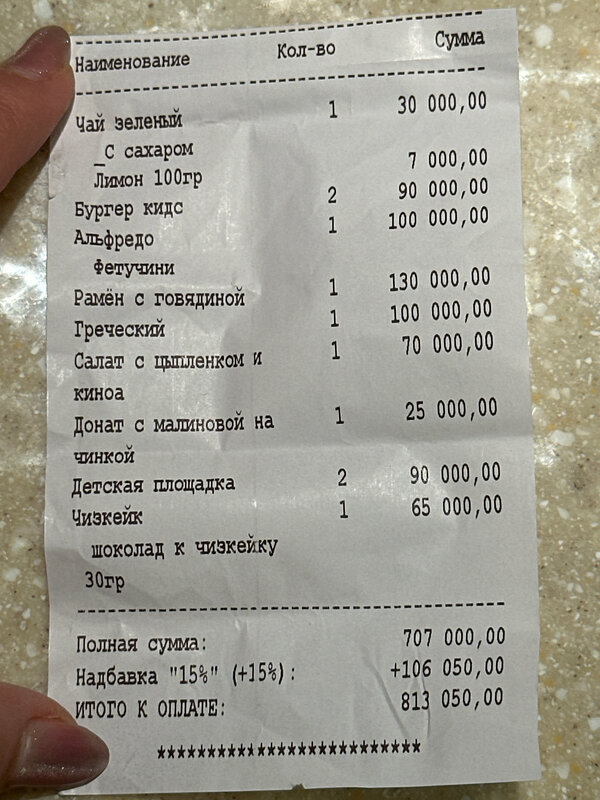 Наименование Кол-во Сумма
Чай зеленый 1 30 000,00
_С сахаром
Лимон 100гр 7 000,00
Бургер кидс 2 90 000,00
Альфредо 1 100 000,00
Фетучини
Рамён с говядиной 1 130 000,00
Греческий 1 100 000,00
Салат с цыпленком и 1 70 000,00
киноа
Донат с малиновой на 1 25 000,00
чинкой
Детская площадка 2 90 000,00
Чизкейк 1 65 000,00
шоколад к чизкейку
30гр
Полная сумма: 707 000,00
Надбавка "15%" (+15%): +106 050,00
ИТОГО К ОПЛАТЕ: 813 050,00
**************************